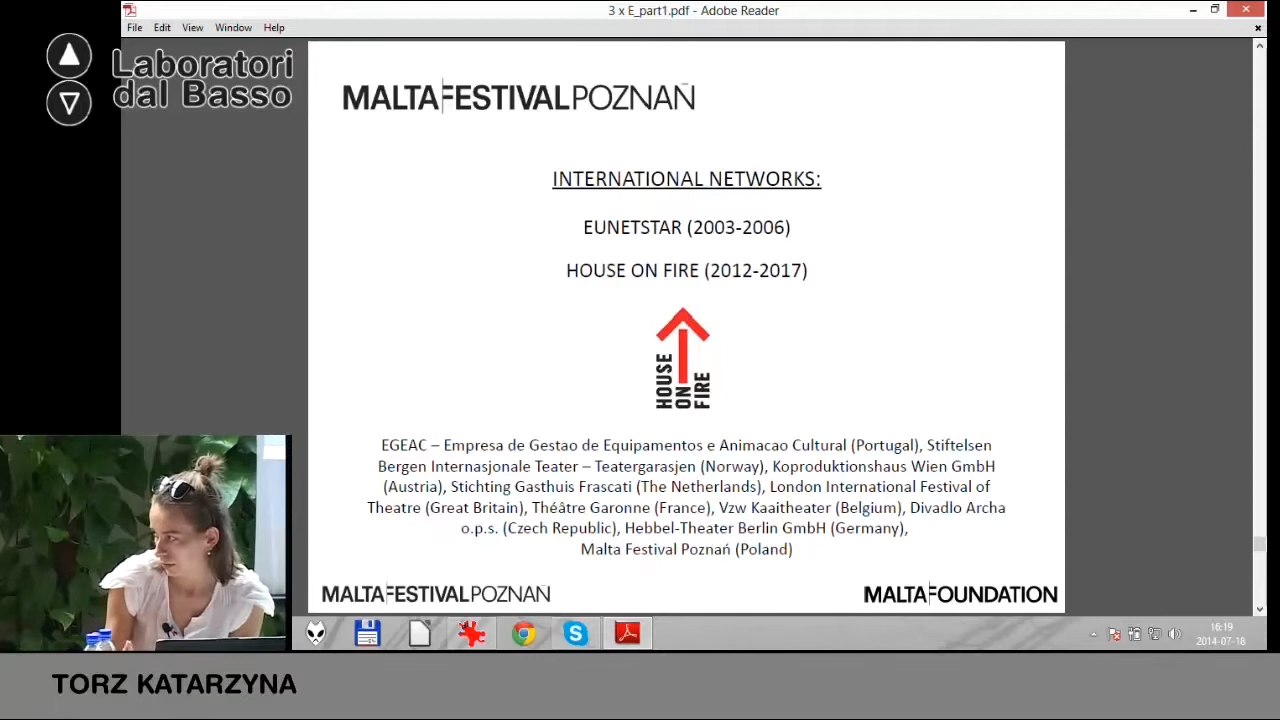 3 x E_part1.pdf - Adobe Reader
File Edit View Window Help
Laboratori
dal Basso
MALTAFESTIVALPOZNAŃ
INTERNATIONAL NETWORKS:
EUNETSTAR (2003-2006)
HOUSE ON FIRE (2012-2017)
HOUSE
ON
FIRE
EGEAC – Empresa de Gestao de Equipamentos e Animacao Cultural (Portugal), Stiftelsen
Bergen Internasjonale Teater – Teatergarasjen (Norway), Koproduktionshaus Wien GmbH
(Austria), Stichting Gasthuis Frascati (The Netherlands), London International Festival of
Theatre (Great Britain), Théâtre Garonne (France), Vzw Kaaitheater (Belgium), Divadlo Archa
o.p.s. (Czech Republic), Hebbel-Theater Berlin GmbH (Germany),
Malta Festival Poznań (Poland)
MALTAFESTIVALPOZNAŃ
MALTAFOUNDATION
16:19
2014-07-18
TORZ KATARZYNA